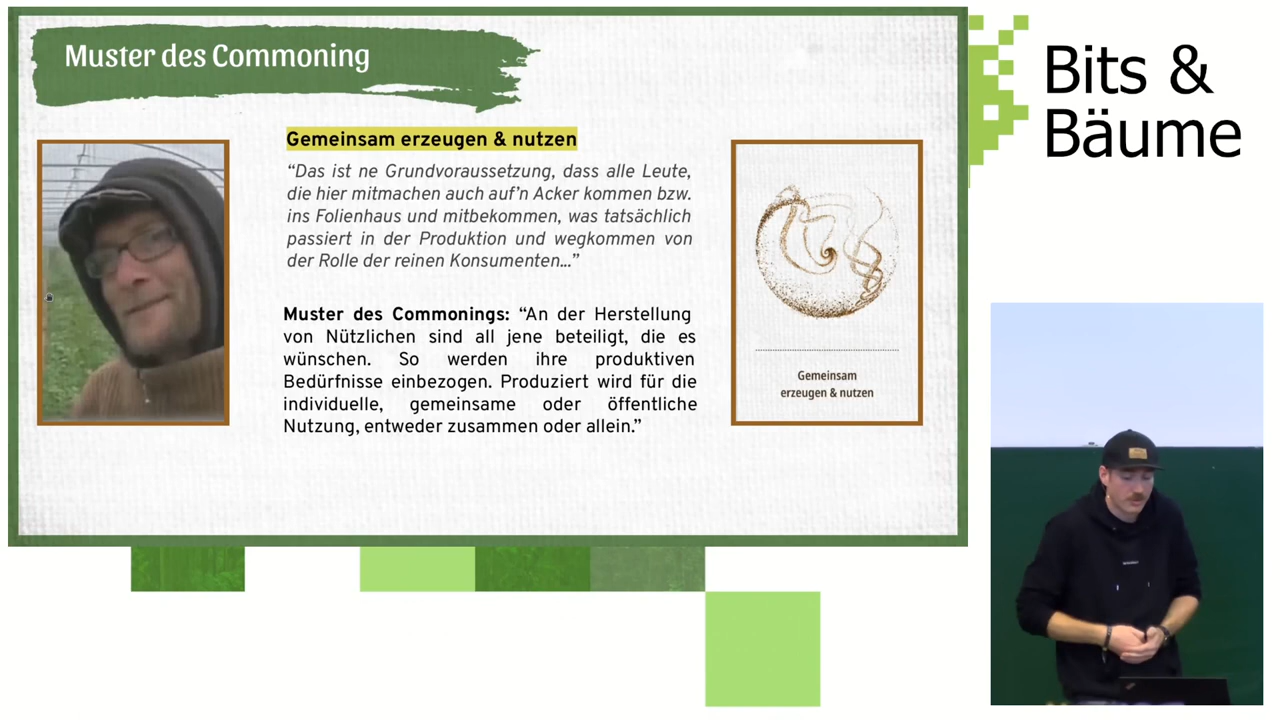 Muster des Commoning
Gemeinsam erzeugen & nutzen
“Das ist ne Grundvoraussetzung, dass alle Leute,
die hier mitmachen auch auf’n Acker kommen bzw.
ins Folienhaus und mitbekommen, was tatsächlich
passiert in der Produktion und wegkommen von
der Rolle der reinen Konsumenten...”
Muster des Commonings: “An der Herstellung
von Nützlichen sind all jene beteiligt, die es
wünschen. So werden ihre produktiven
Bedürfnisse einbezogen. Produziert wird für die
individuelle, gemeinsame oder öffentliche
Nutzung, entweder zusammen oder allein.”
Gemeinsam
erzeugen & nutzen
Bits &
Bäume